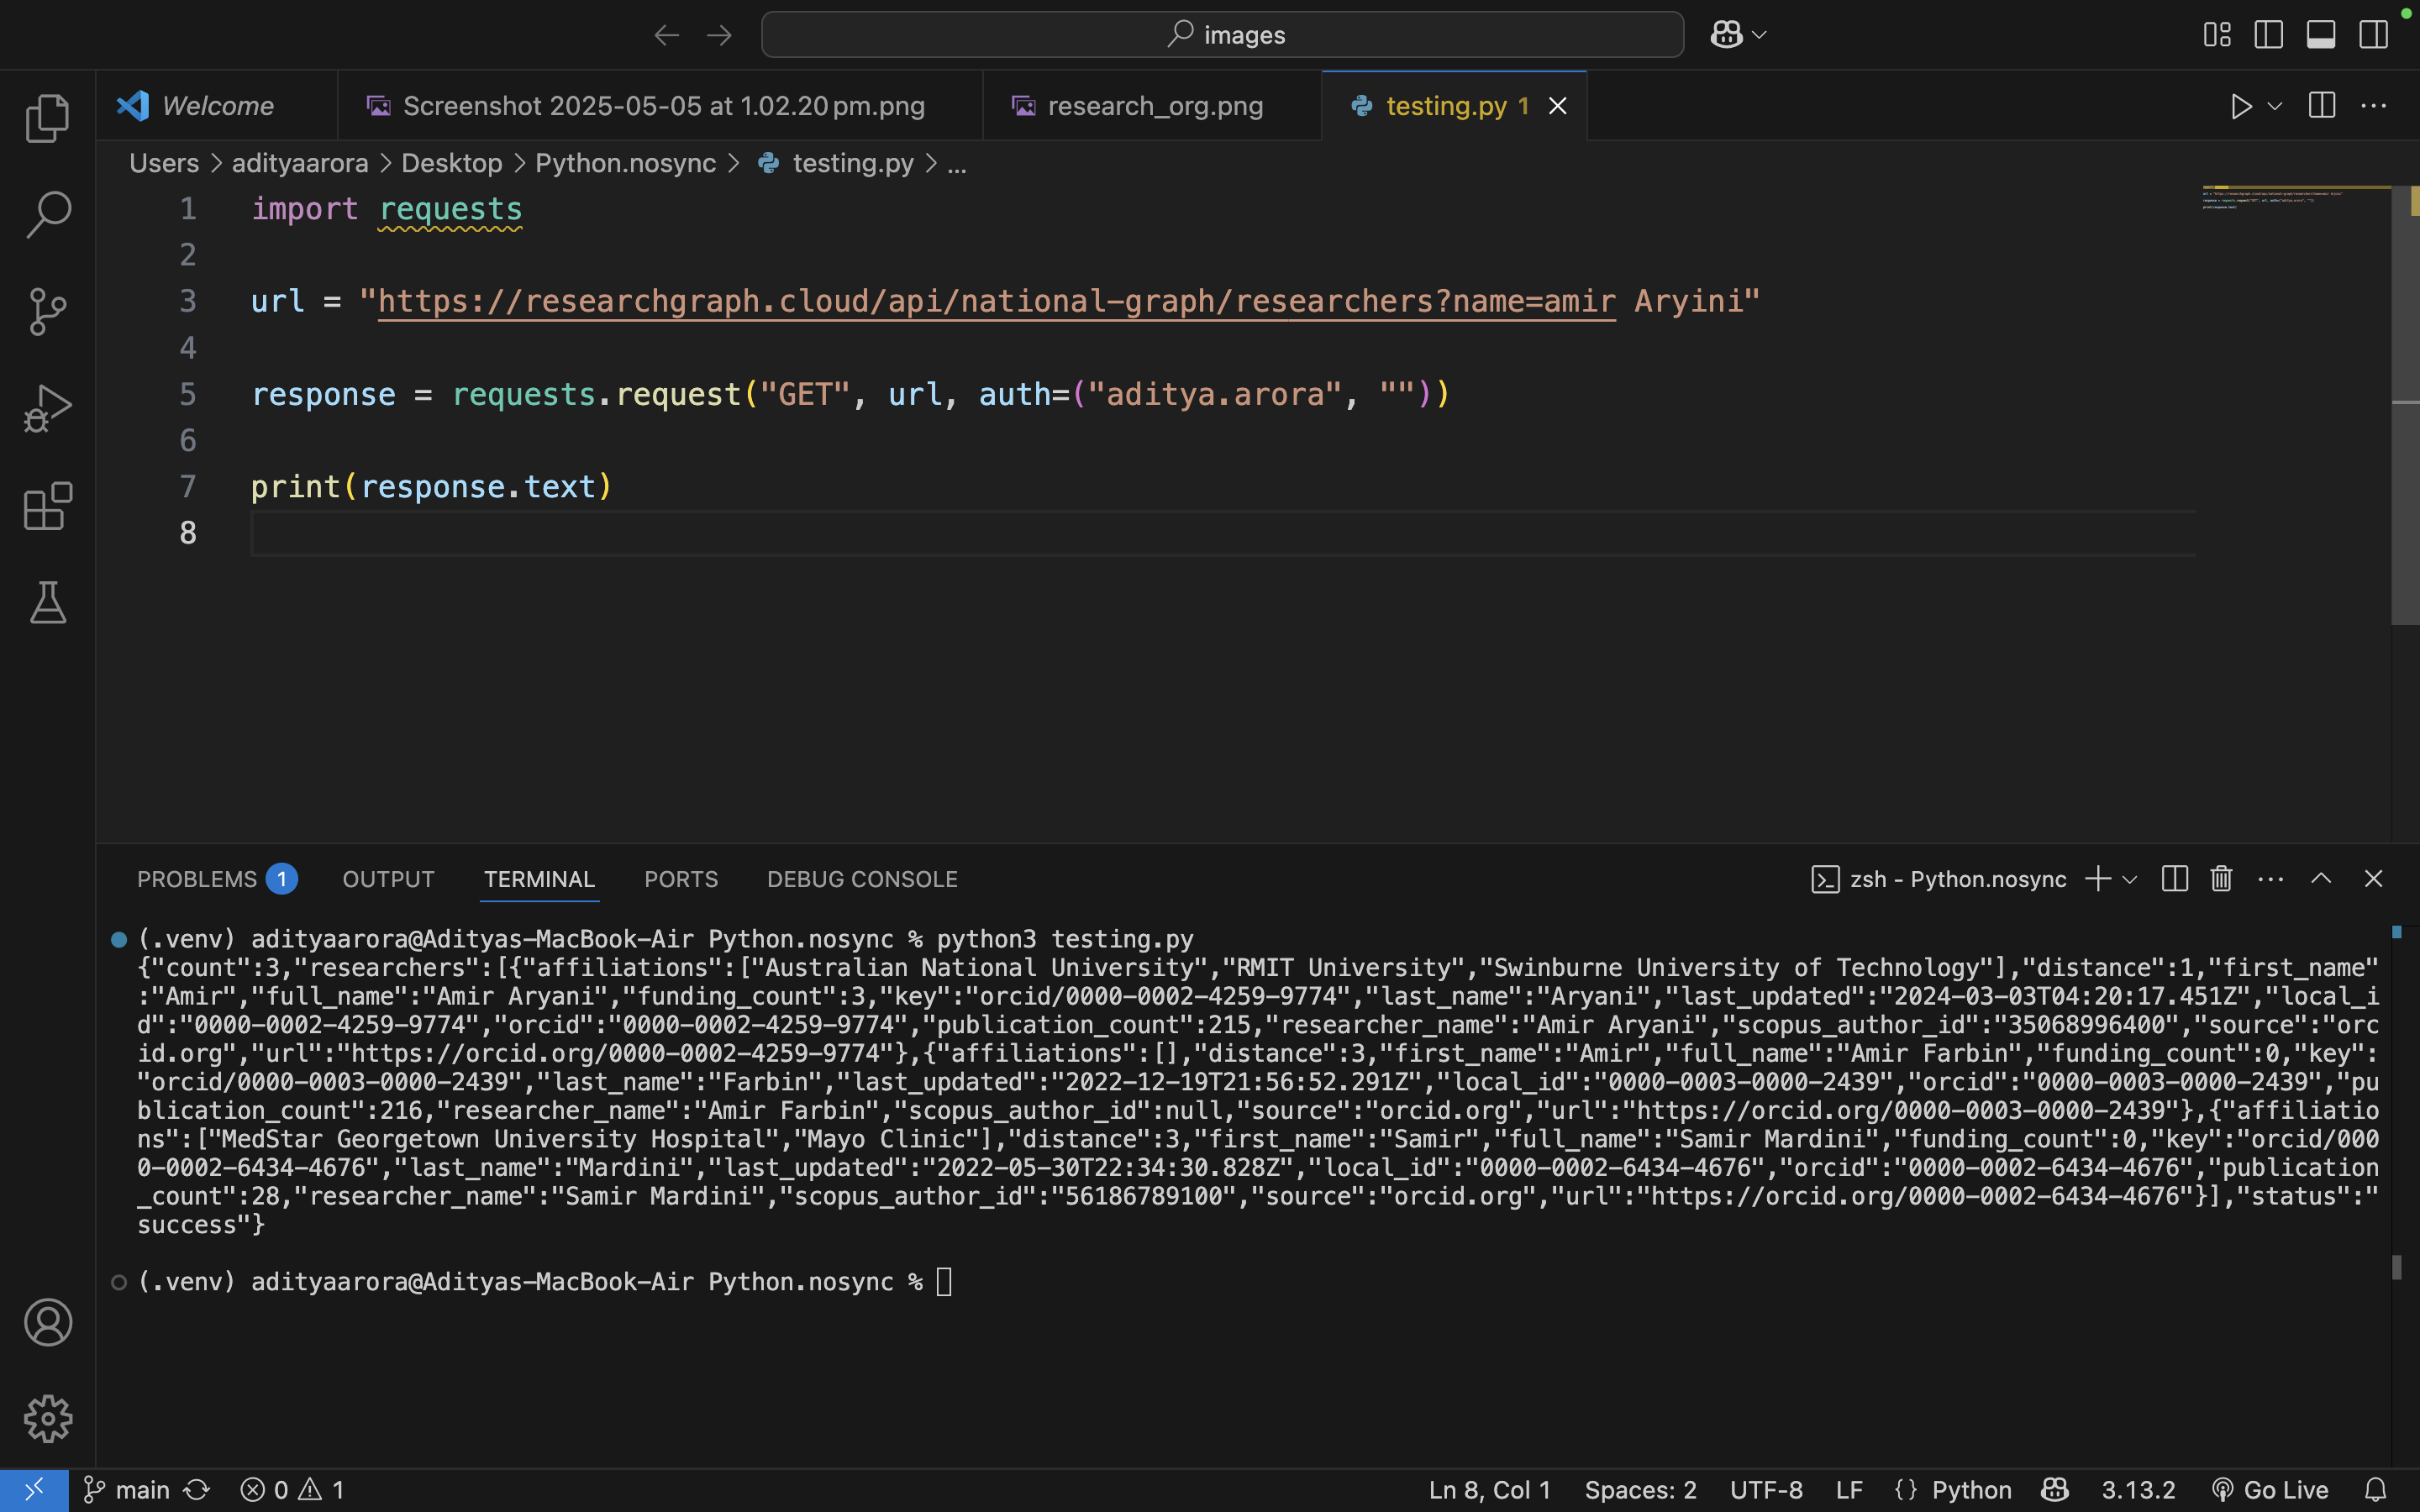 images
Welcome
Screenshot 2025-05-05 at 1.02.20 pm.png
research_org.png
testing.py 1
Users > adityaarora > Desktop > Python.nosync > testing.py > ...
1 import requests
2
3 url = "https://researchgraph.cloud/api/national-graph/researchers?name=amir Aryini"
4
5 response = requests.request("GET", url, auth=("aditya.arora", ""))
6
7 print(response.text)
8
PROBLEMS 1 OUTPUT TERMINAL PORTS DEBUG CONSOLE
zsh - Python.nosync
(.venv) adityaarora@Adityas-MacBook-Air Python.nosync % python3 testing.py
{"count":3,"researchers":[{"affiliations":["Australian National University","RMIT University","Swinburne University of Technology"],"distance":1,"first_name"
:"Amir","full_name":"Amir Aryani","funding_count":3,"key":"orcid/0000-0002-4259-9774","last_name":"Aryani","last_updated":"2024-03-03T04:20:17.451Z","local_i
d":"0000-0002-4259-9774","orcid":"0000-0002-4259-9774","publication_count":215,"researcher_name":"Amir Aryani","scopus_author_id":"35068996400","source":"orc
id.org","url":"https://orcid.org/0000-0002-4259-9774"},{"affiliations":[],"distance":3,"first_name":"Amir","full_name":"Amir Farbin","funding_count":0,"key":
"orcid/0000-0003-0000-2439","last_name":"Farbin","last_updated":"2022-12-19T21:56:52.291Z","local_id":"0000-0003-0000-2439","orcid":"0000-0003-0000-2439","pu
blication_count":216,"researcher_name":"Amir Farbin","scopus_author_id":null,"source":"orcid.org","url":"https://orcid.org/0000-0003-0000-2439"},{"affiliatio
ns":["MedStar Georgetown University Hospital","Mayo Clinic"],"distance":3,"first_name":"Samir","full_name":"Samir Mardini","funding_count":0,"key":"orcid/000
0-0002-6434-4676","last_name":"Mardini","last_updated":"2022-05-30T22:34:30.828Z","local_id":"0000-0002-6434-4676","orcid":"0000-0002-6434-4676","publication
_count":28,"researcher_name":"Samir Mardini","scopus_author_id":"56186789100","source":"orcid.org","url":"https://orcid.org/0000-0002-6434-4676"}],"status":"
success"}
(.venv) adityaarora@Adityas-MacBook-Air Python.nosync %
main 0 1 Ln 8, Col 1 Spaces: 2 UTF-8 LF {} Python 3.13.2 Go Live